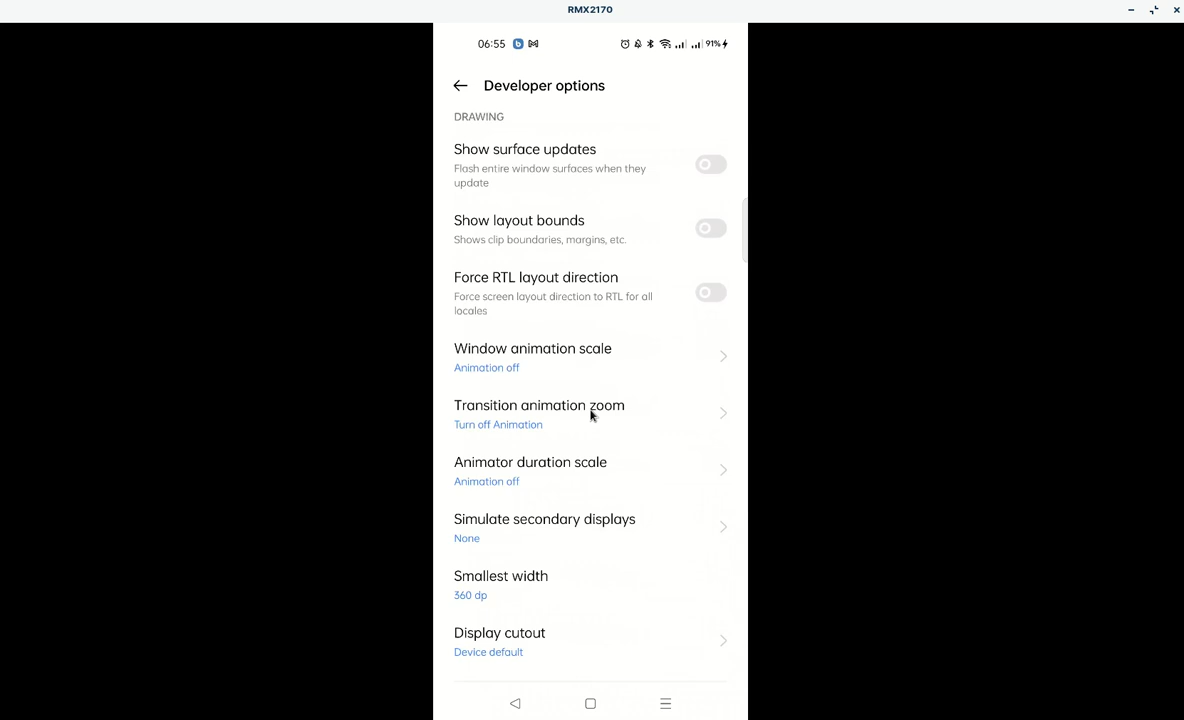 RMX2170
06:55
91%
Developer options
DRAWING
Show surface updates
Flash entire window surfaces when they
update
Show layout bounds
Shows clip boundaries, margins, etc.
Force RTL layout direction
Force screen layout direction to RTL for all
locales
Window animation scale
Animation off
Transition animation zoom
Turn off Animation
Animator duration scale
Animation off
Simulate secondary displays
None
Smallest width
360 dp
Display cutout
Device default